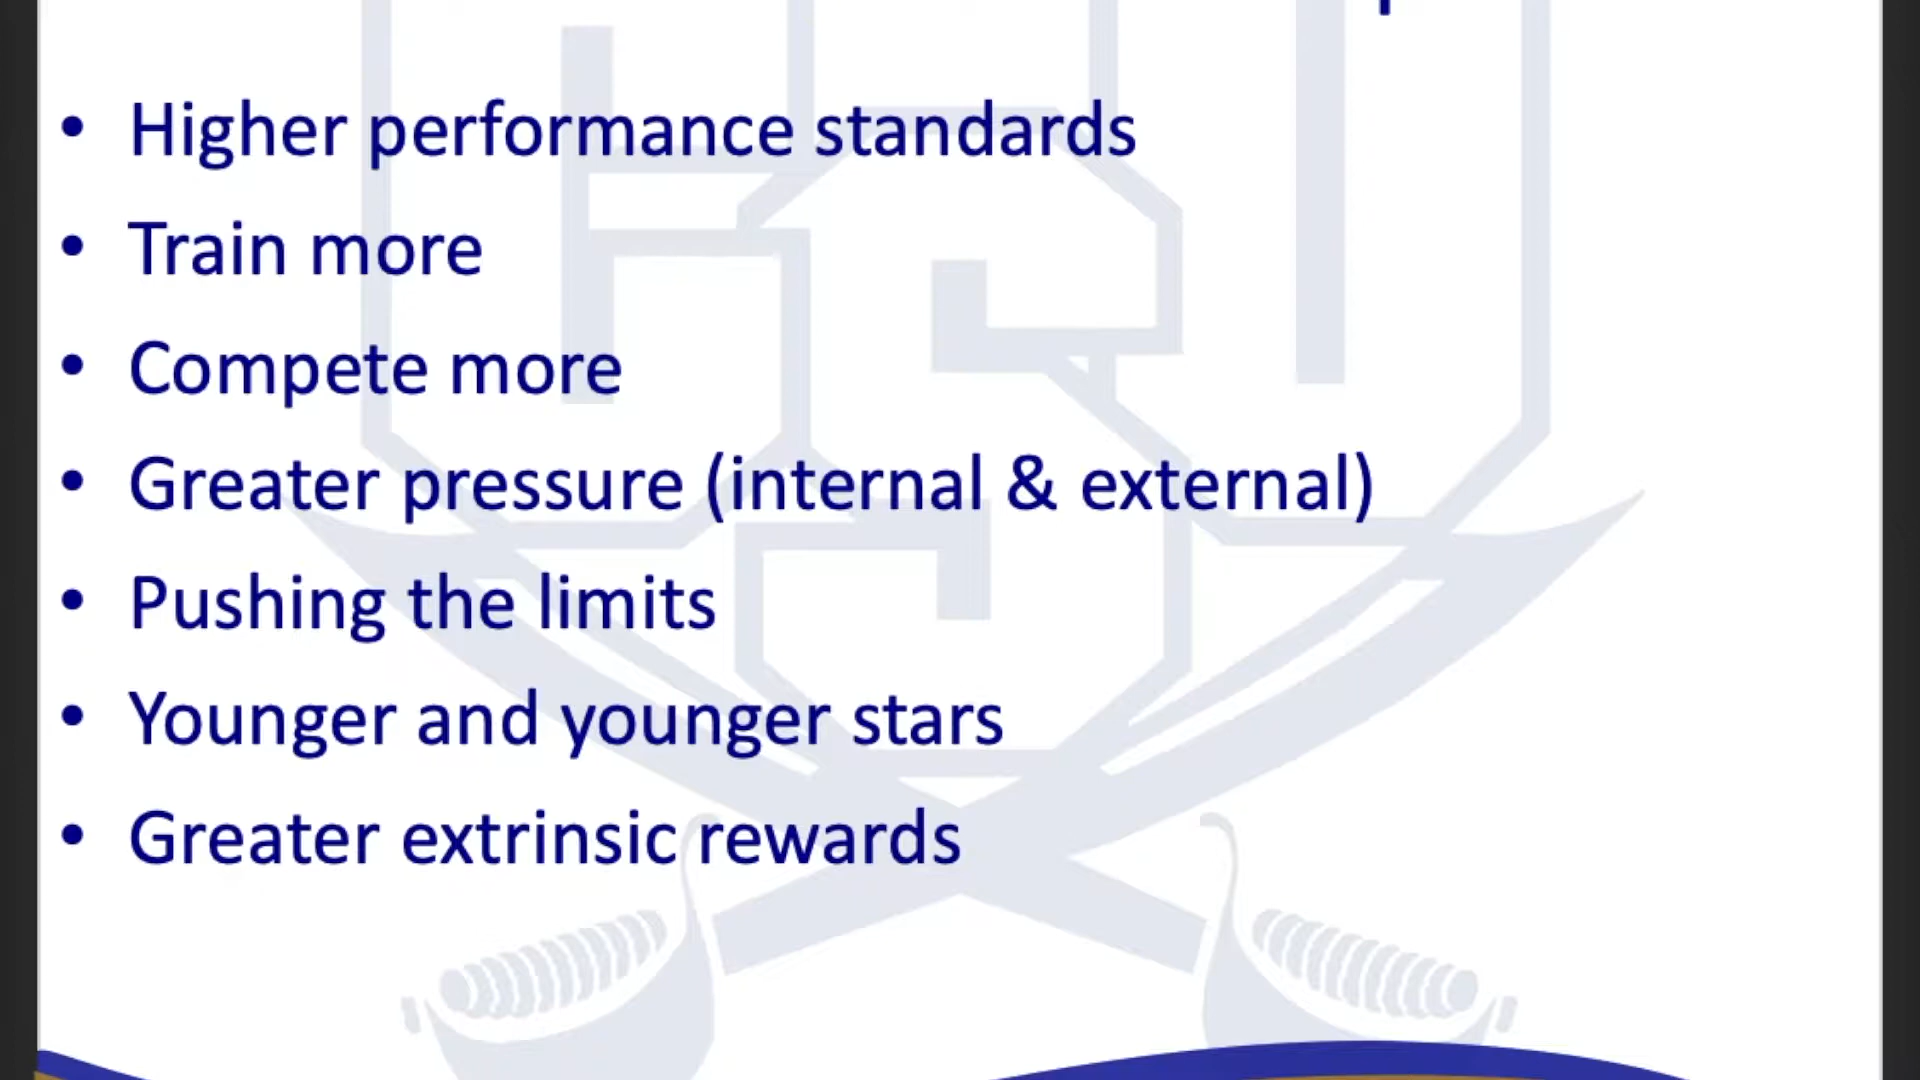 • Higher performance standards
• Train more
• Compete more
• Greater pressure (internal & external)
• Pushing the limits
• Younger and younger stars
• Greater extrinsic rewards